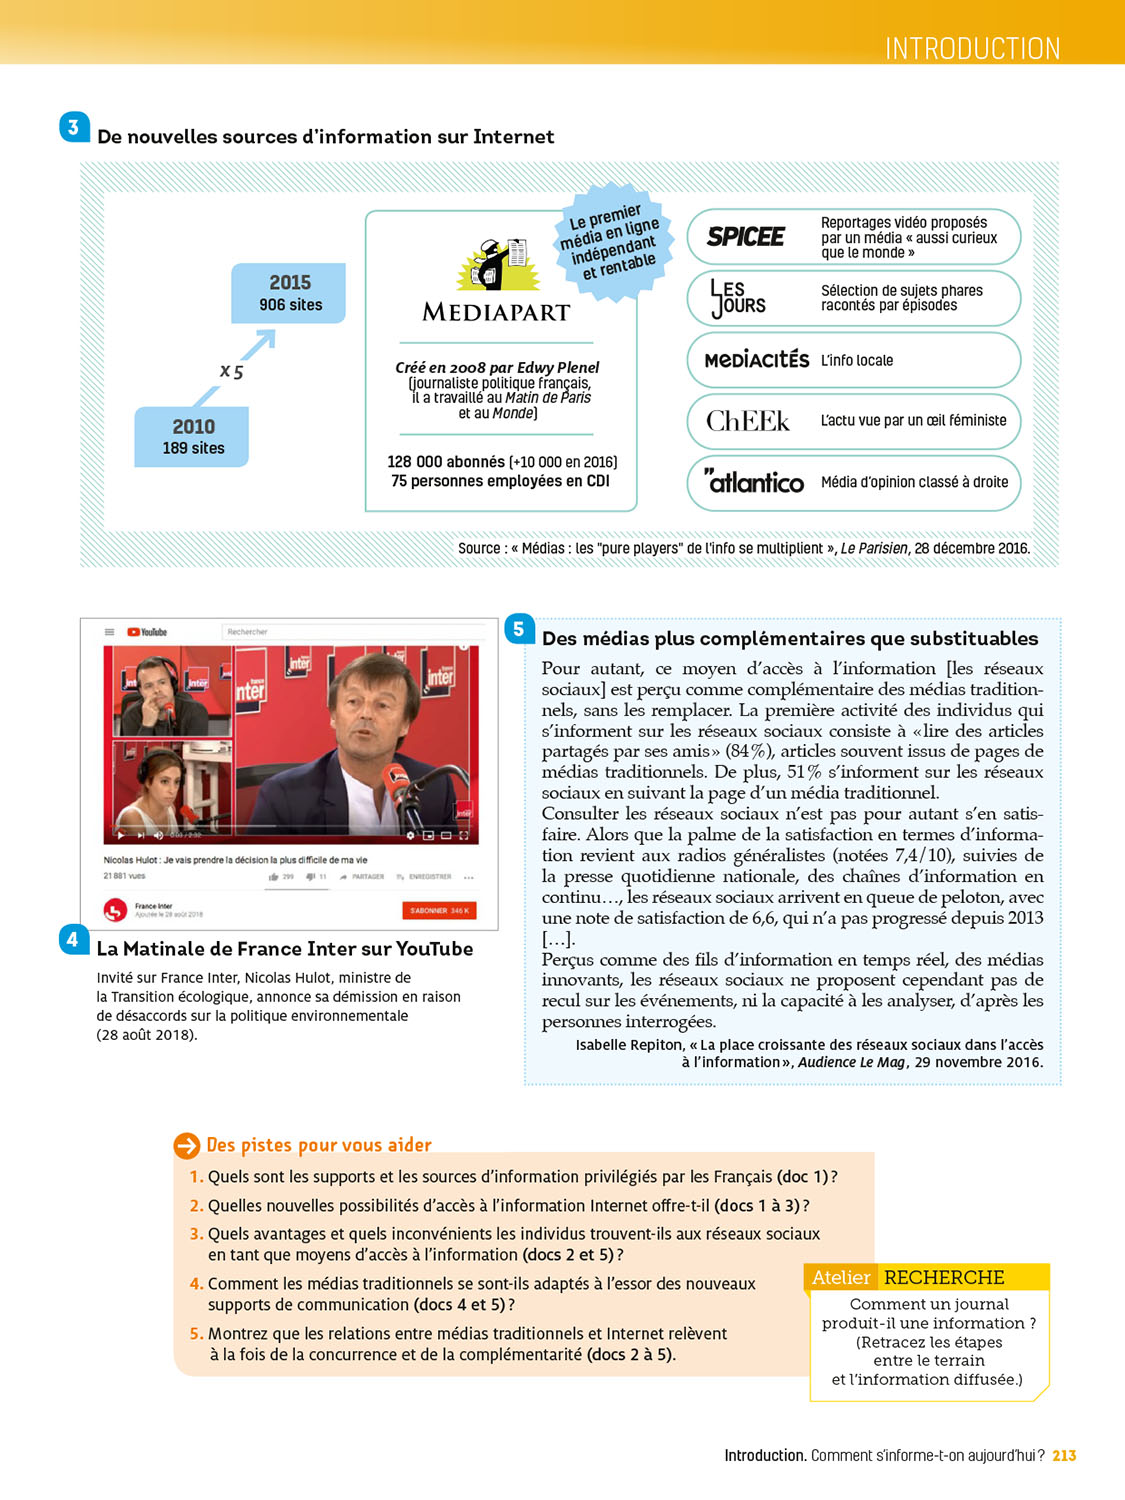 INTRODUCTION
3
De nouvelles sources d'information sur Internet
2015
906 sites
x 5
2010
189 sites
Le premier
média en ligne
indépendant
et rentable
MEDIAPART
Créé en 2008 par Edwy Plenel
(journaliste politique français,
il a travaillé au Matin de Paris
et au Monde)
128 000 abonnés (+10 000 en 2016)
75 personnes employées en CDI
SPICEE
Reportages vidéo proposés
par un média « aussi curieux
que le monde »
LES
JOURS
Sélection de sujets phares
racontés par épisodes
MEDIACITÉS
L'info locale
ChEEk
L'actu vue par un œil féministe
"atlantico
Média d'opinion classé à droite
Source : « Médias : les "pure players" de l'info se multiplient », Le Parisien, 28 décembre 2016.
YouTube
Rechercher
inter
inter
inter
inter
nter
inter
inter
0:03 / 2:32
Nicolas Hulot : Je vais prendre la décision la plus difficile de ma vie
21 881 vues
299
11
PARTAGER
ENREGISTRER
France Inter
Ajoutée le 28 août 2018
S'ABONNER 346 K
4
La Matinale de France Inter sur YouTube
Invité sur France Inter, Nicolas Hulot, ministre de
la Transition écologique, annonce sa démission en raison
de désaccords sur la politique environnementale
(28 août 2018).
5
Des médias plus complémentaires que substituables
Pour autant, ce moyen d'accès à l'information [les réseaux
sociaux] est perçu comme complémentaire des médias tradition-
nels, sans les remplacer. La première activité des individus qui
s'informent sur les réseaux sociaux consiste à « lire des articles
partagés par ses amis » (84 %), articles souvent issus de pages de
médias traditionnels. De plus, 51 % s'informent sur les réseaux
sociaux en suivant la page d'un média traditionnel.
Consulter les réseaux sociaux n'est pas pour autant s'en satis-
faire. Alors que la palme de la satisfaction en termes d'informa-
tion revient aux radios généralistes (notées 7,4/10), suivies de
la presse quotidienne nationale, des chaînes d'information en
continu…, les réseaux sociaux arrivent en queue de peloton, avec
une note de satisfaction de 6,6, qui n'a pas progressé depuis 2013
[…].
Perçus comme des fils d'information en temps réel, des médias
innovants, les réseaux sociaux ne proposent cependant pas de
recul sur les événements, ni la capacité à les analyser, d'après les
personnes interrogées.
Isabelle Repiton, « La place croissante des réseaux sociaux dans l'accès
à l'information », Audience Le Mag, 29 novembre 2016.
Des pistes pour vous aider
1. Quels sont les supports et les sources d'information privilégiés par les Français (doc 1) ?
2. Quelles nouvelles possibilités d'accès à l'information Internet offre-t-il (docs 1 à 3) ?
3. Quels avantages et quels inconvénients les individus trouvent-ils aux réseaux sociaux
en tant que moyens d'accès à l'information (docs 2 et 5) ?
4. Comment les médias traditionnels se sont-ils adaptés à l'essor des nouveaux
supports de communication (docs 4 et 5) ?
5. Montrez que les relations entre médias traditionnels et Internet relèvent
à la fois de la concurrence et de la complémentarité (docs 2 à 5).
Atelier RECHERCHE
Comment un journal
produit-il une information ?
(Retracez les étapes
entre le terrain
et l'information diffusée.)
Introduction. Comment s'informe-t-on aujourd'hui ? 213